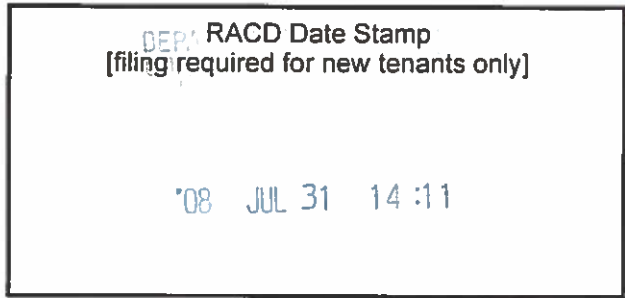 RACD Date Stamp
[filing required for new tenants only]
'08 JUL 31 14:11